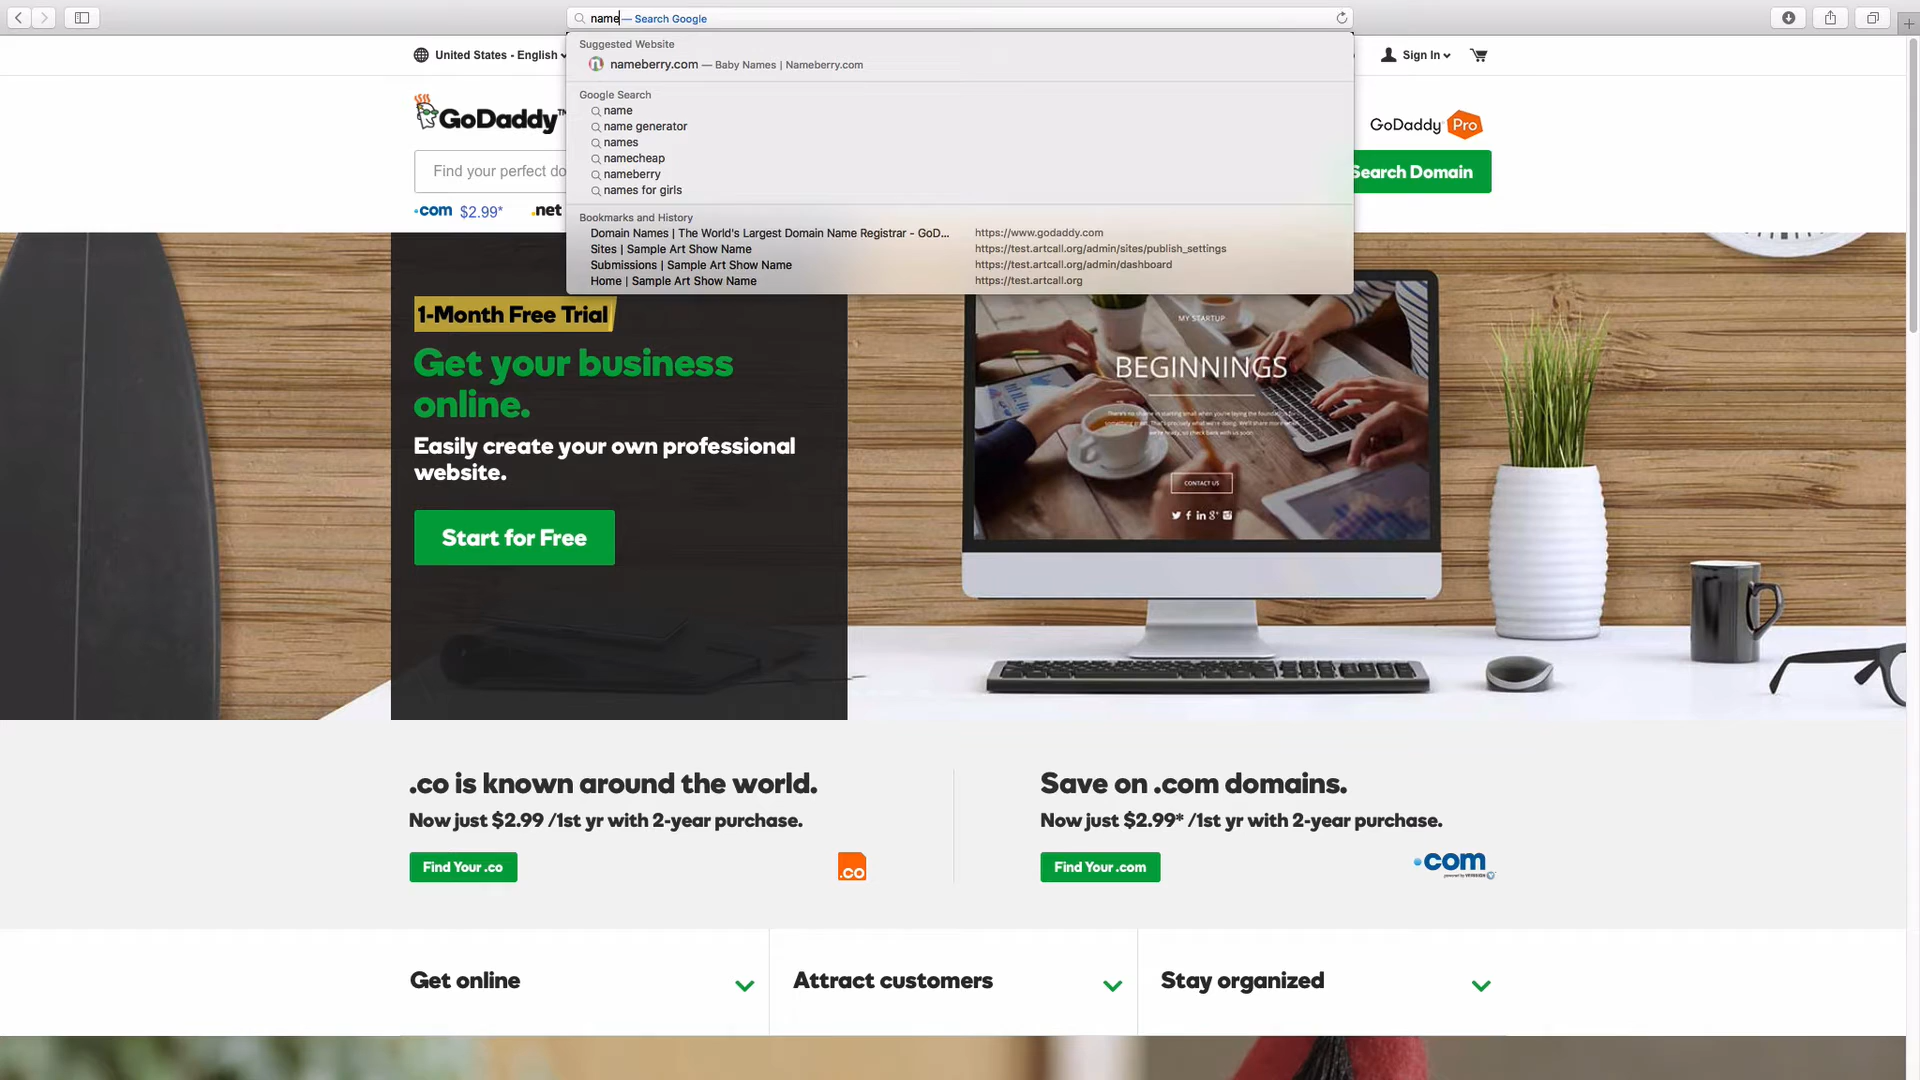 name — Search Google
Suggested Website
nameberry.com — Baby Names | Nameberry.com
Google Search
name
name generator
names
namecheap
nameberry
names for girls
Bookmarks and History
Domain Names | The World's Largest Domain Name Registrar - GoD... https://www.godaddy.com
Sites | Sample Art Show Name https://test.artcall.org/admin/sites/publish_settings
Submissions | Sample Art Show Name https://test.artcall.org/admin/dashboard
Home | Sample Art Show Name https://test.artcall.org
United States - English
Sign In
GoDaddy™
GoDaddy Pro
Find your perfect do
Search Domain
.com $2.99* .net
1-Month Free Trial
Get your business
online.
Easily create your own professional
website.
Start for Free
MY STARTUP
BEGINNINGS
CONTACT US
.co is known around the world.
Now just $2.99 /1st yr with 2-year purchase.
Find Your .co
.co
Save on .com domains.
Now just $2.99* /1st yr with 2-year purchase.
Find Your .com
.com
Get online
Attract customers
Stay organized